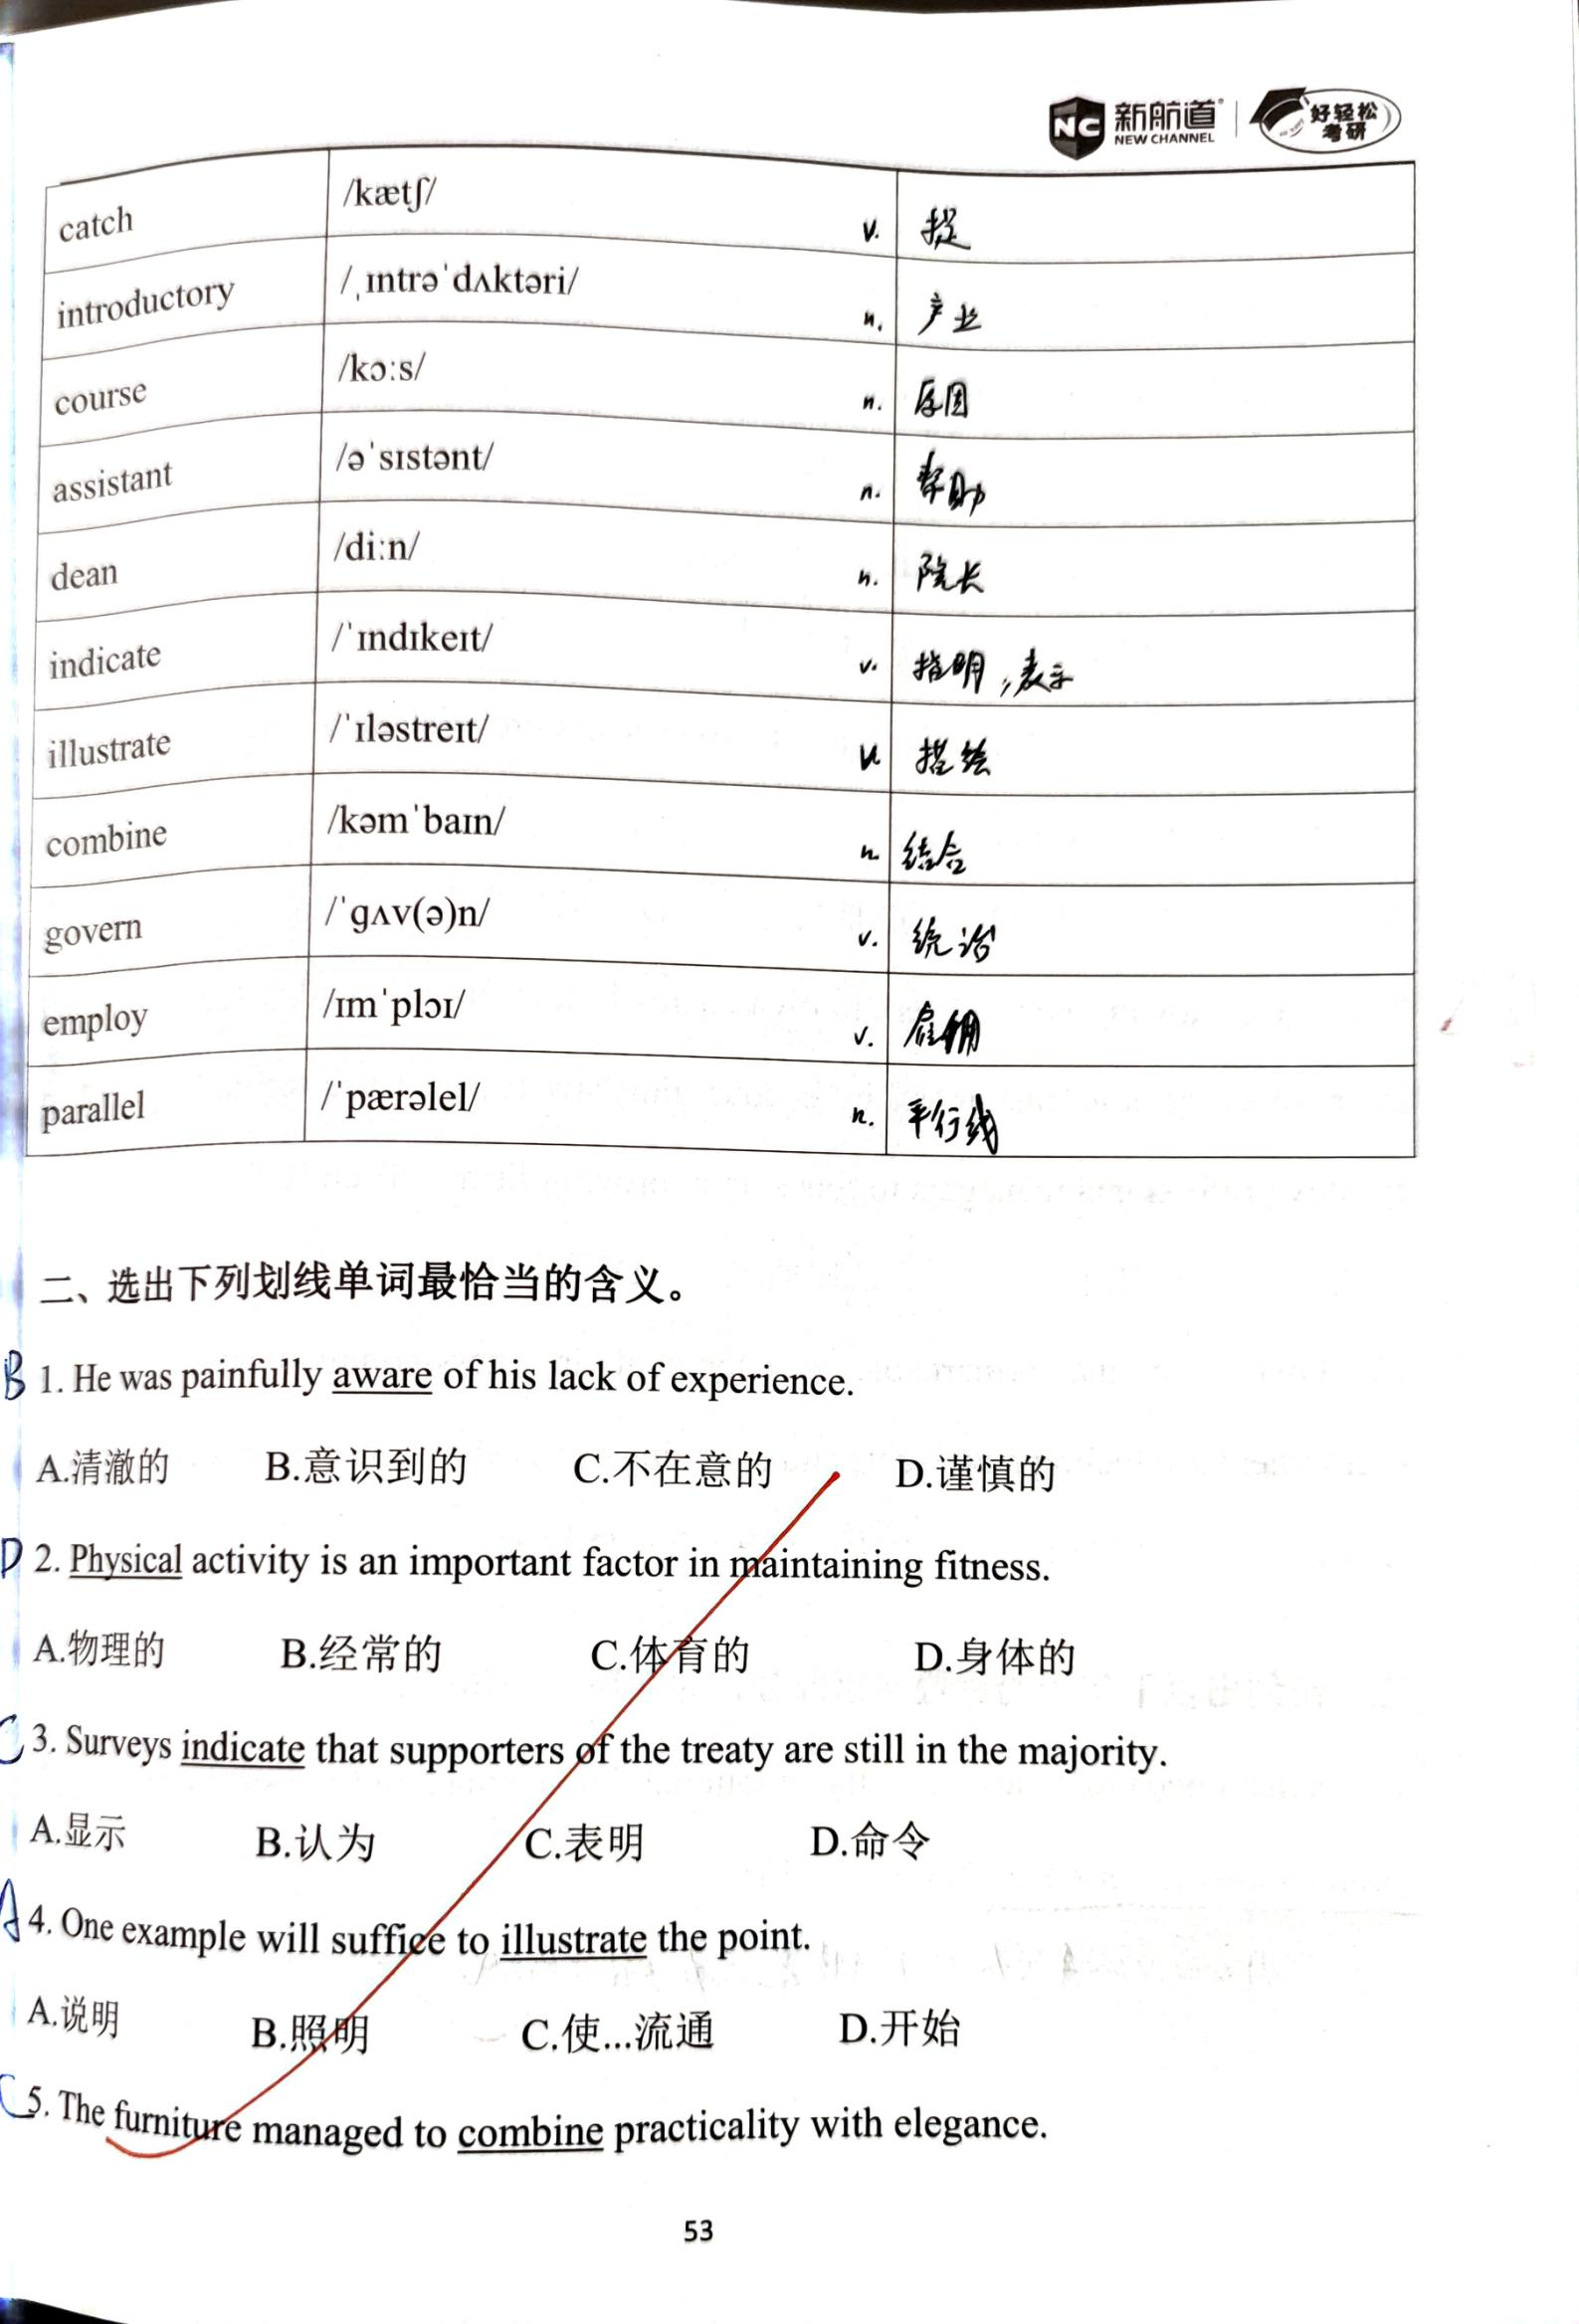 NC 新航道 NEW CHANNEL 好轻松考研
catch /kætʃ/ v. 捉
introductory /ˌɪntrəˈdʌktəri/ n. 产业
course /kɔːs/ n. 原因
assistant /əˈsɪstənt/ n. 帮助
dean /diːn/ n. 院长
indicate /ˈɪndɪkeɪt/ v. 指明,表示
illustrate /ˈɪləstreɪt/ v. 描绘
combine /kəmˈbaɪn/ n. 结合
govern /ˈɡʌv(ə)n/ v. 统治
employ /ɪmˈplɔɪ/ v. 雇佣
parallel /ˈpærəlel/ n. 平行线
二、选出下列划线单词最恰当的含义。
B 1. He was painfully aware of his lack of experience.
A.清澈的 B.意识到的 C.不在意的 D.谨慎的
D 2. Physical activity is an important factor in maintaining fitness.
A.物理的 B.经常的 C.体育的 D.身体的
C 3. Surveys indicate that supporters of the treaty are still in the majority.
A.显示 B.认为 C.表明 D.命令
A 4. One example will suffice to illustrate the point.
A.说明 B.照明 C.使...流通 D.开始
C 5. The furniture managed to combine practicality with elegance.
53